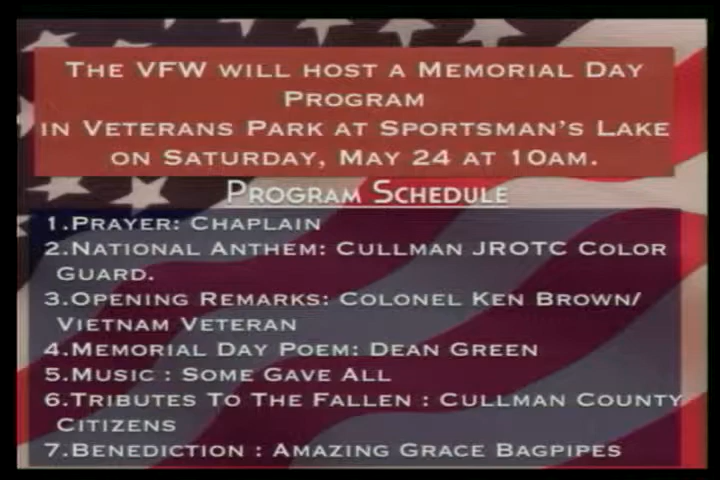 The VFW will host a Memorial Day
Program
in Veterans Park at Sportsman's Lake
on Saturday, May 24 at 10am.
Program Schedule
1.Prayer: Chaplain
2.National Anthem: Cullman JROTC Color
Guard.
3.Opening Remarks: Colonel Ken Brown/
Vietnam Veteran
4.Memorial Day Poem: Dean Green
5.Music : Some Gave All
6.Tributes To The Fallen : Cullman County
Citizens
7.Benediction : Amazing Grace Bagpipes